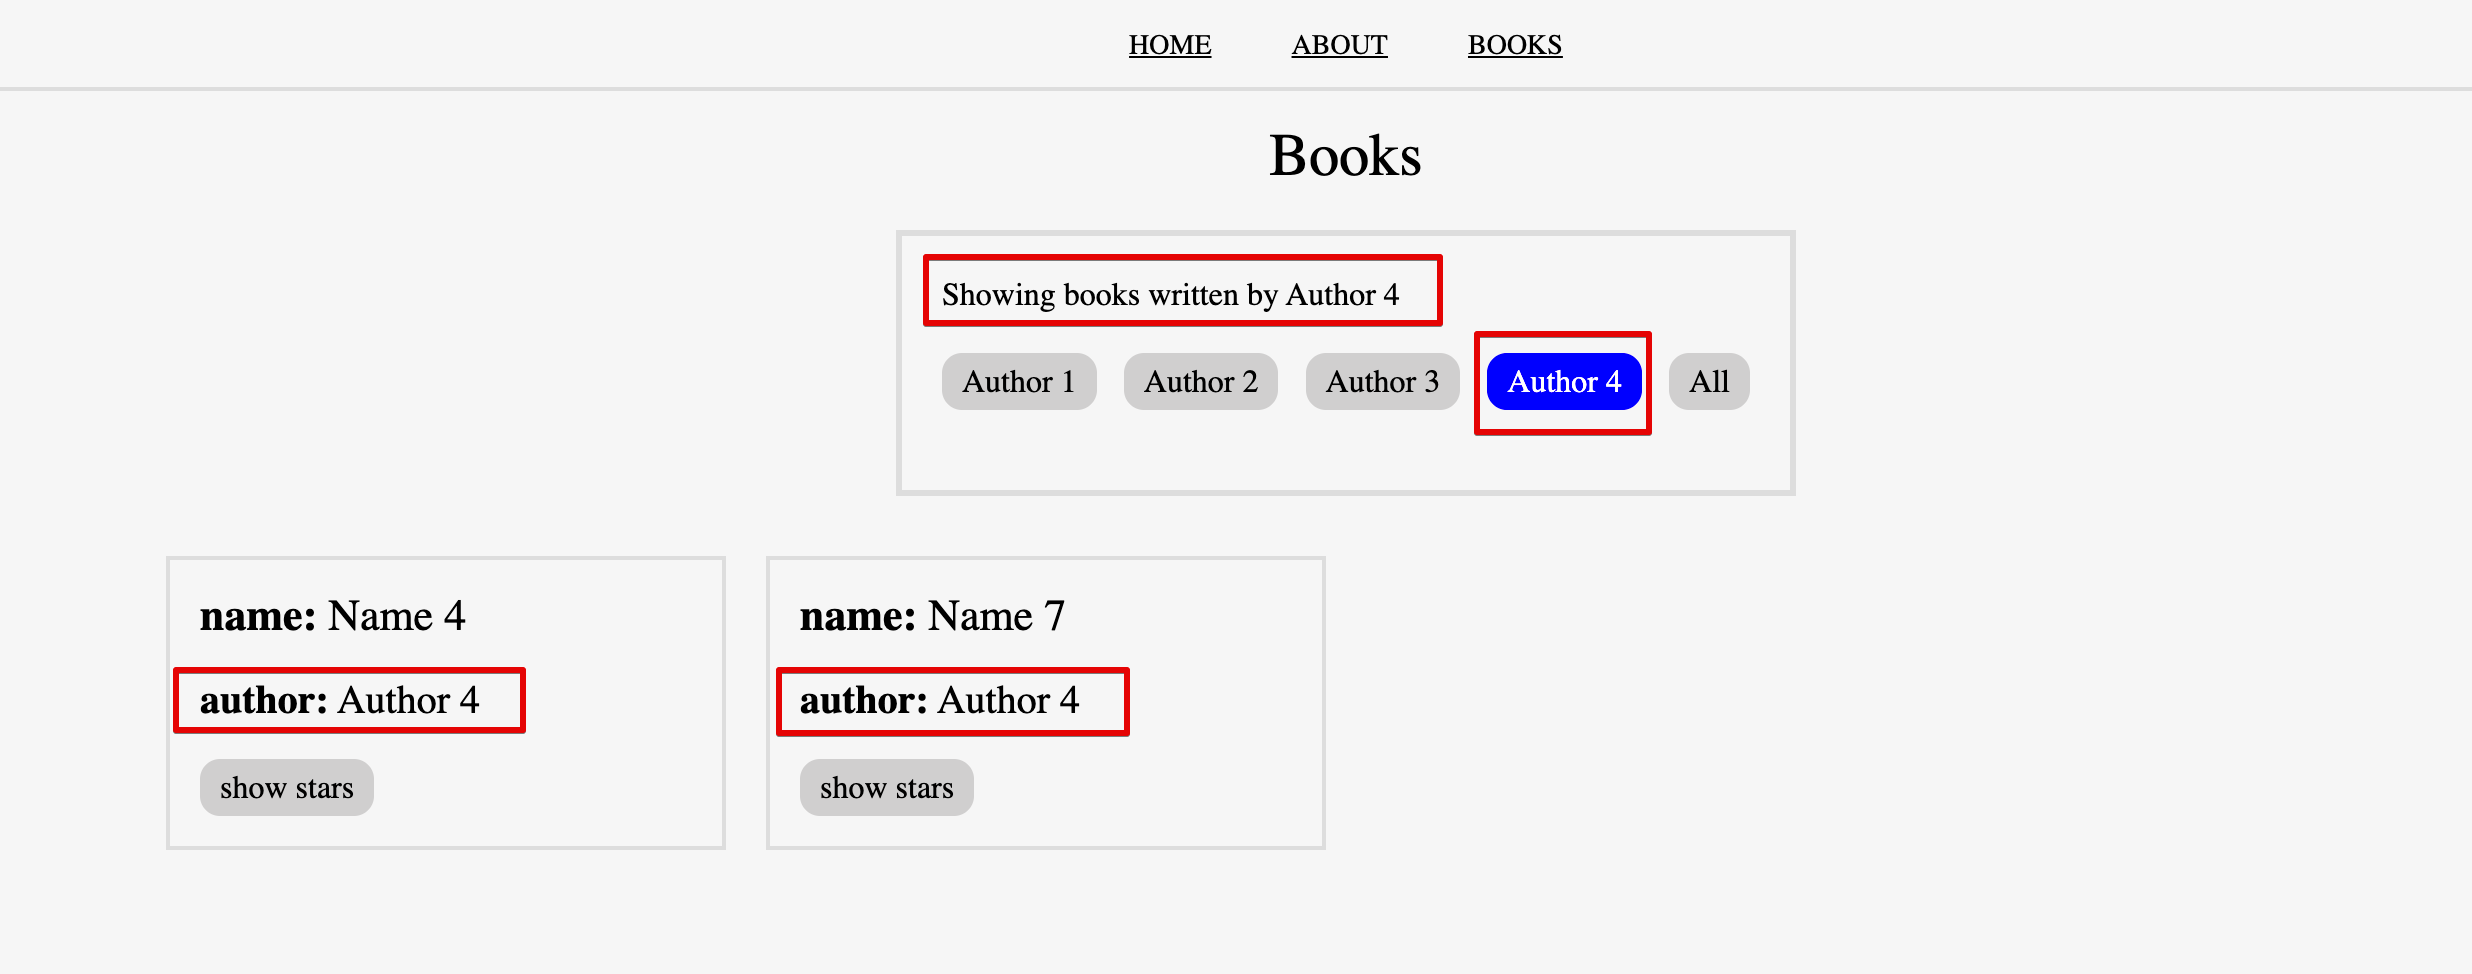 HOME ABOUT BOOKS
Books
Showing books written by Author 4
Author 1 Author 2 Author 3 Author 4 All
name: Name 4
author: Author 4
show stars
name: Name 7
author: Author 4
show stars